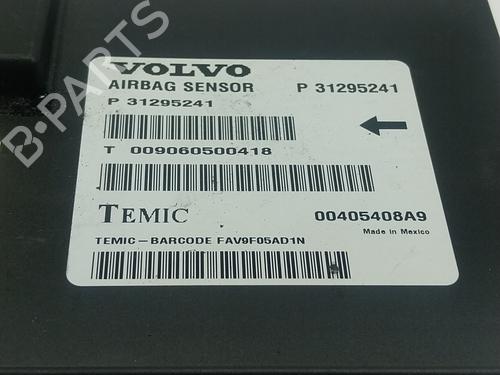 VOLVO
AIRBAG SENSOR P 31295241
P 31295241
T 009060500418
TEMIC 00405408A9
Made in Mexico
TEMIC-BARCODE FAV9F05AD1N
B-PARTS